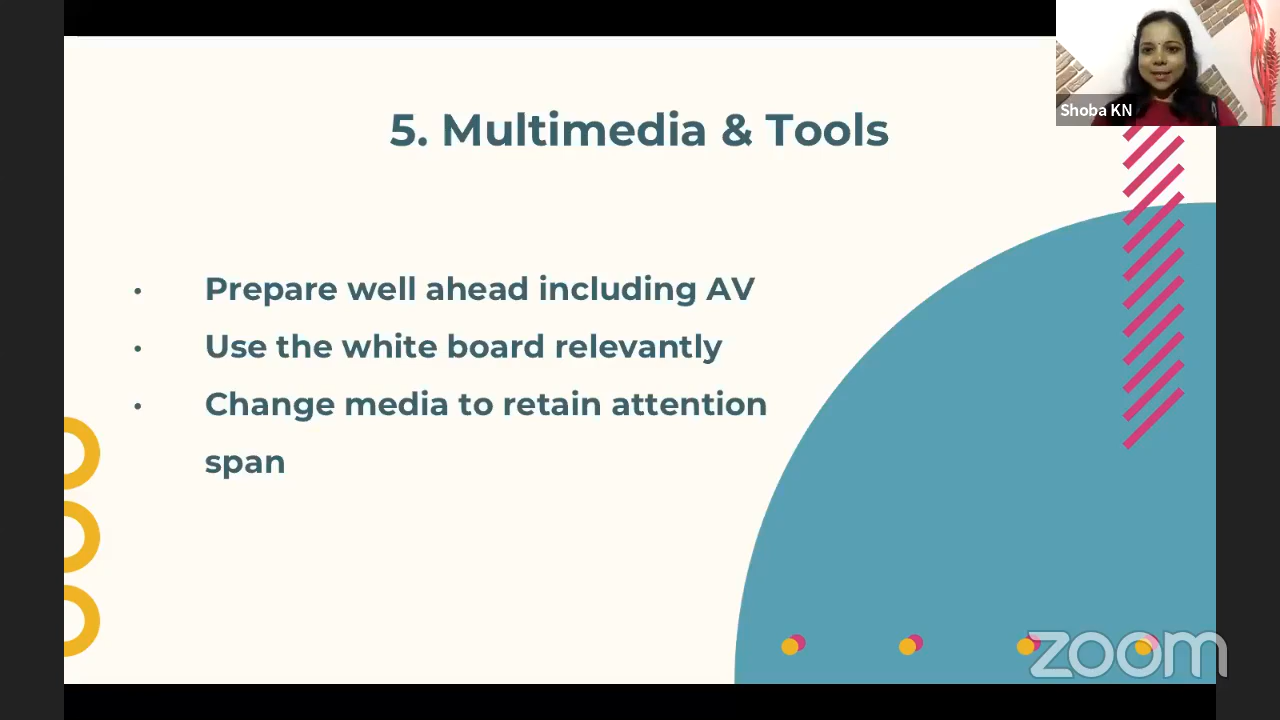 Shoba KN
5. Multimedia & Tools
• Prepare well ahead including AV
• Use the white board relevantly
• Change media to retain attention
span
zoom